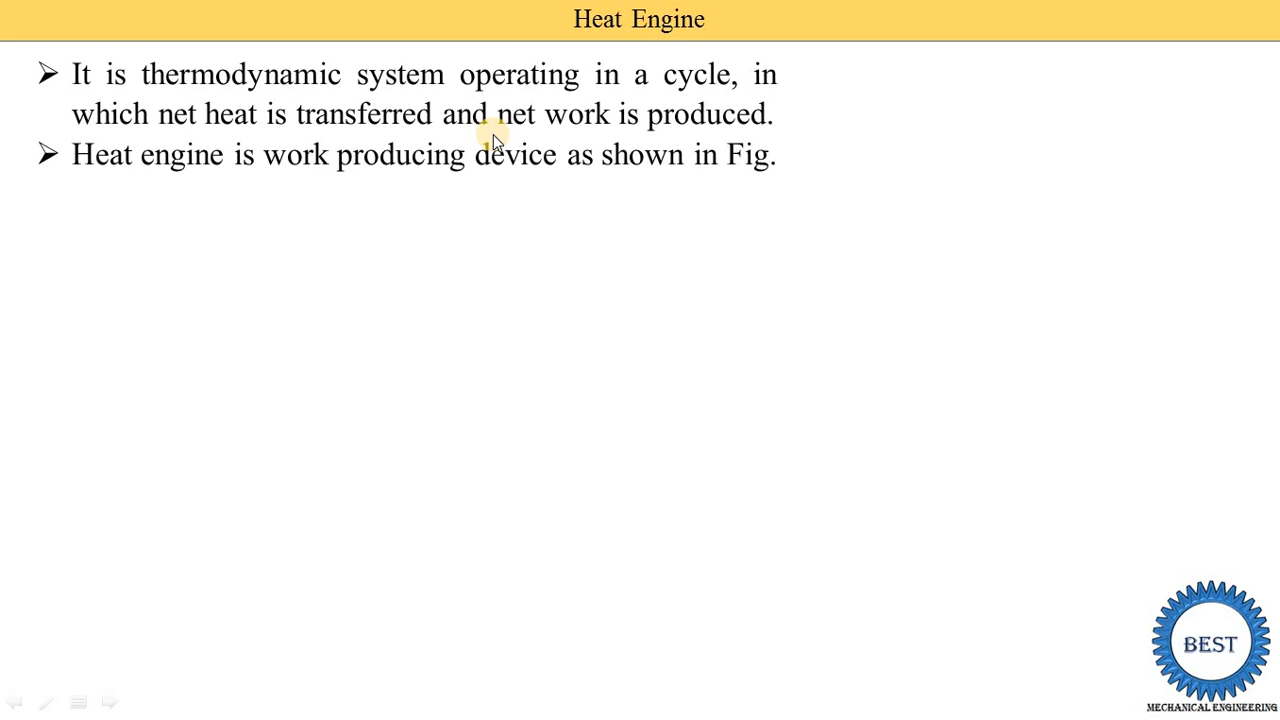 Heat Engine
It is thermodynamic system operating in a cycle, in
which net heat is transferred and net work is produced.
Heat engine is work producing device as shown in Fig.
BEST
MECHANICAL ENGINEERING